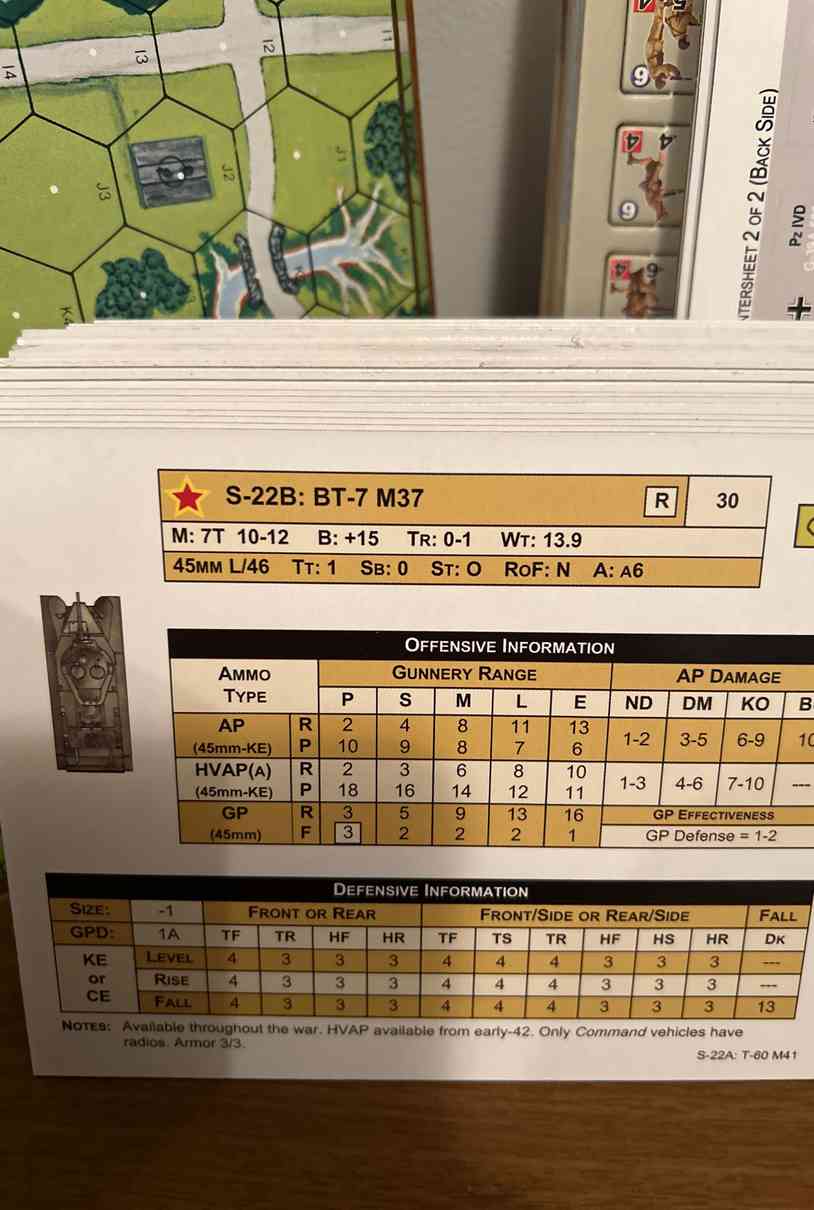 I4
I3
I2
I1
J3
J2
J1
K4
4
6
4
4
6
4
6
NTERSHEET 2 OF 2 (BACK SIDE)
Pz IVD
S-22B: BT-7 M37 R 30
M: 7T 10-12 B: +15 TR: 0-1 WT: 13.9
45MM L/46 TT: 1 SB: 0 ST: O ROF: N A: A6
OFFENSIVE INFORMATION
AMMO TYPE GUNNERY RANGE AP DAMAGE
P S M L E ND DM KO B
AP R 2 4 8 11 13 1-2 3-5 6-9 10
(45mm-KE) P 10 9 8 7 6
HVAP(A) R 2 3 6 8 10 1-3 4-6 7-10 ---
(45mm-KE) P 18 16 14 12 11
GP R 3 5 9 13 16 GP EFFECTIVENESS
(45mm) F 3 2 2 2 1 GP Defense = 1-2
DEFENSIVE INFORMATION
SIZE: -1 FRONT OR REAR FRONT/SIDE OR REAR/SIDE FALL
GPD: 1A TF TR HF HR TF TS TR HF HS HR DK
KE or CE LEVEL 4 3 3 3 4 4 4 3 3 3 ---
RISE 4 3 3 3 4 4 4 3 3 3 ---
FALL 4 3 3 3 4 4 4 3 3 3 13
NOTES: Available throughout the war. HVAP available from early-42. Only Command vehicles have
radios. Armor 3/3.
S-22A: T-60 M41